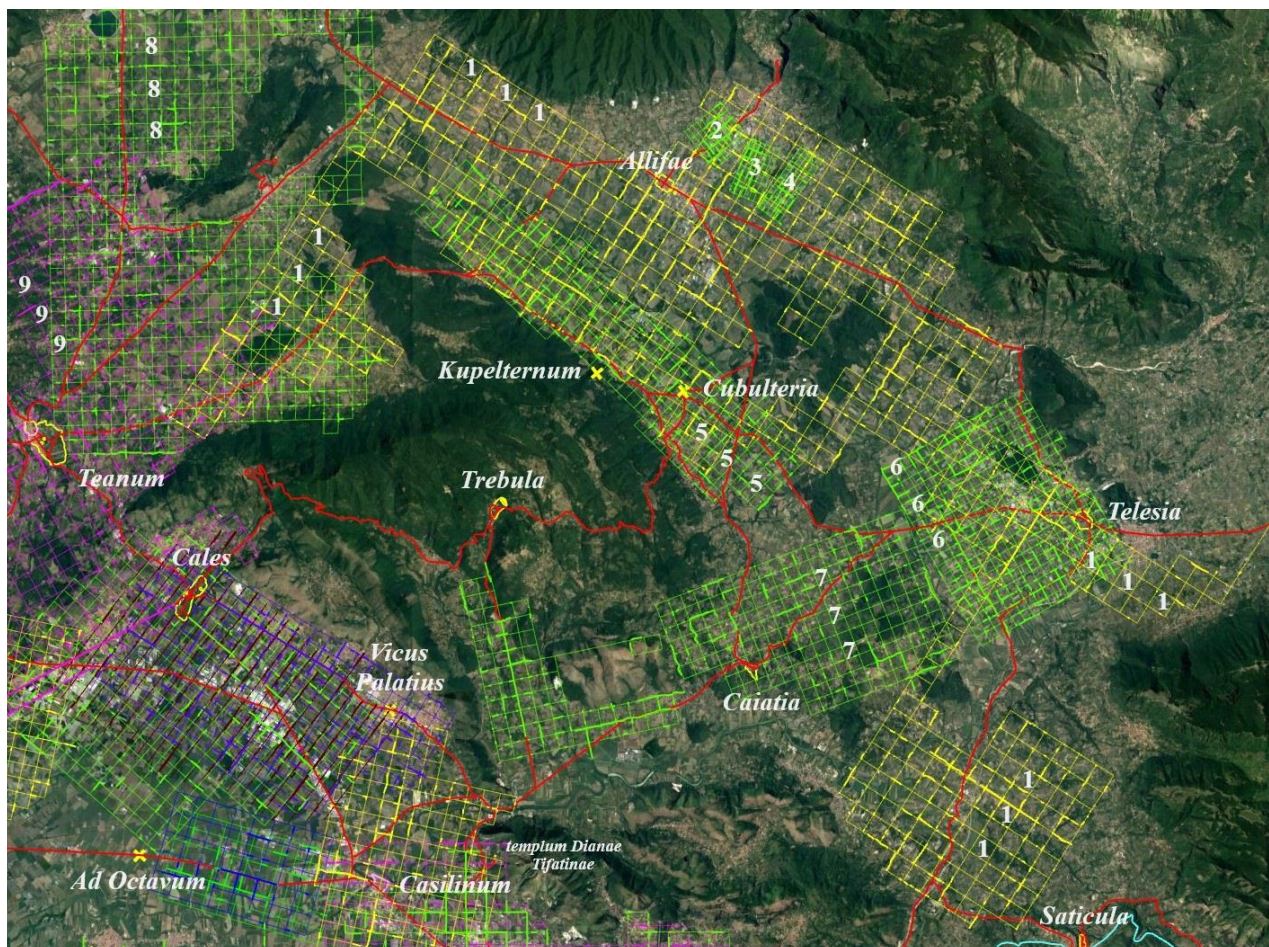 8
8
8
1
1
1
2
3
4
Allifae
1
1
1
9
9
9
Kupelternum
Cubulteria
5
5
5
Teanum
Trebula
6
6
6
Telesia
1
1
1
Cales
7
7
7
Vicus
Palatius
Caiatia
1
1
1
templum Dianae
Tifatinae
Ad Octavum
Casilinum
Saticula